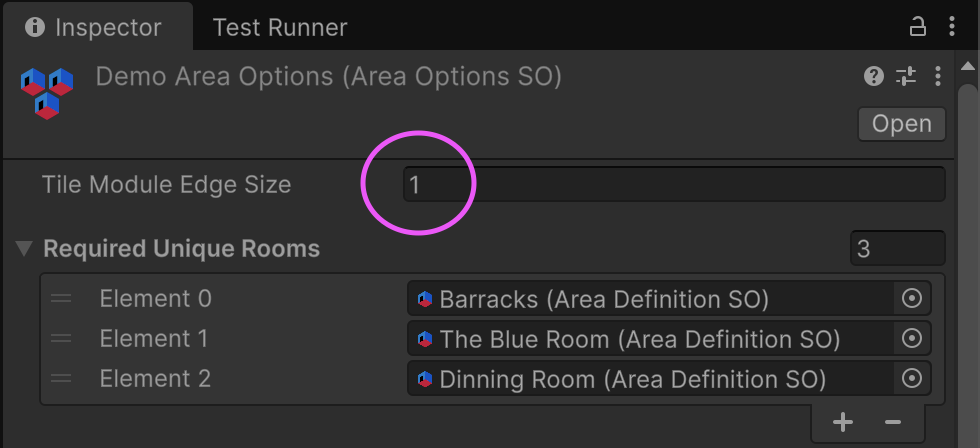 Inspector Test Runner
Demo Area Options (Area Options SO)
Open
Tile Module Edge Size 1
Required Unique Rooms 3
Element 0 Barracks (Area Definition SO)
Element 1 The Blue Room (Area Definition SO)
Element 2 Dinning Room (Area Definition SO)